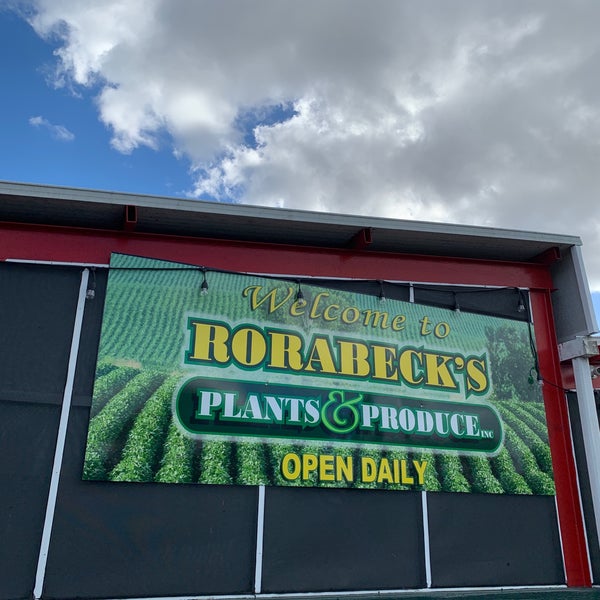 Welcome to
RORABECK'S
PLANTS & PRODUCE INC
OPEN DAILY